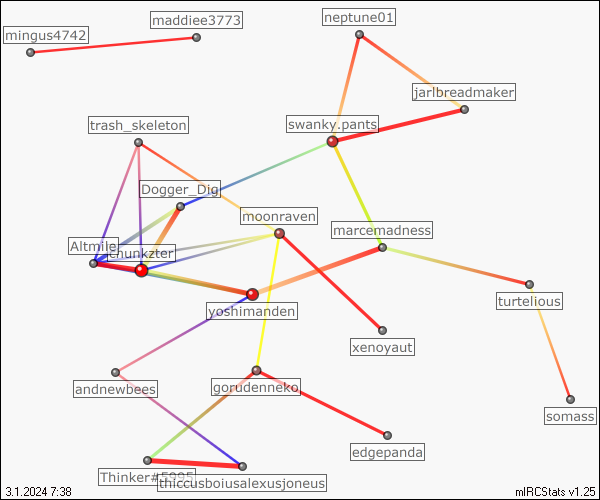 maddiee3773
neptune01
mingus4742
jarlbreadmaker
trash_skeleton
swanky.pants
Dogger_Dig
moonraven
marcemadness
Altmile
chunkzter
turtelious
yoshimanden
xenoyaut
andnewbees
gorudenneko
somass
edgepanda
Thinker#5995
thiccusboiusalexusjoneus
3.1.2024 7:38
mIRCStats v1.25